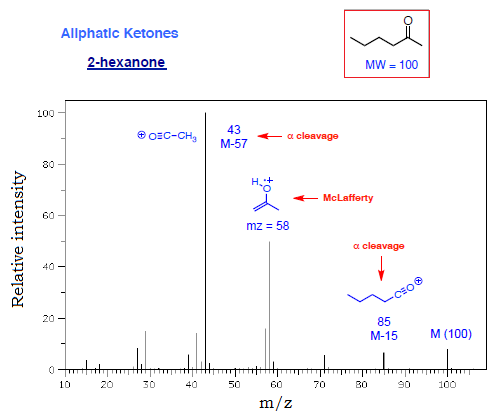 Aliphatic Ketones
2-hexanone
O
MW = 100
Relative intensity
100
80
60
40
20
0
⊕ O≡C-CH₃
43
M-57
α cleavage
H
O
•+
McLafferty
mz = 58
α cleavage
C≡O
⊕
85
M-15
M (100)
10 20 30 40 50 60 70 80 90 100
m/z